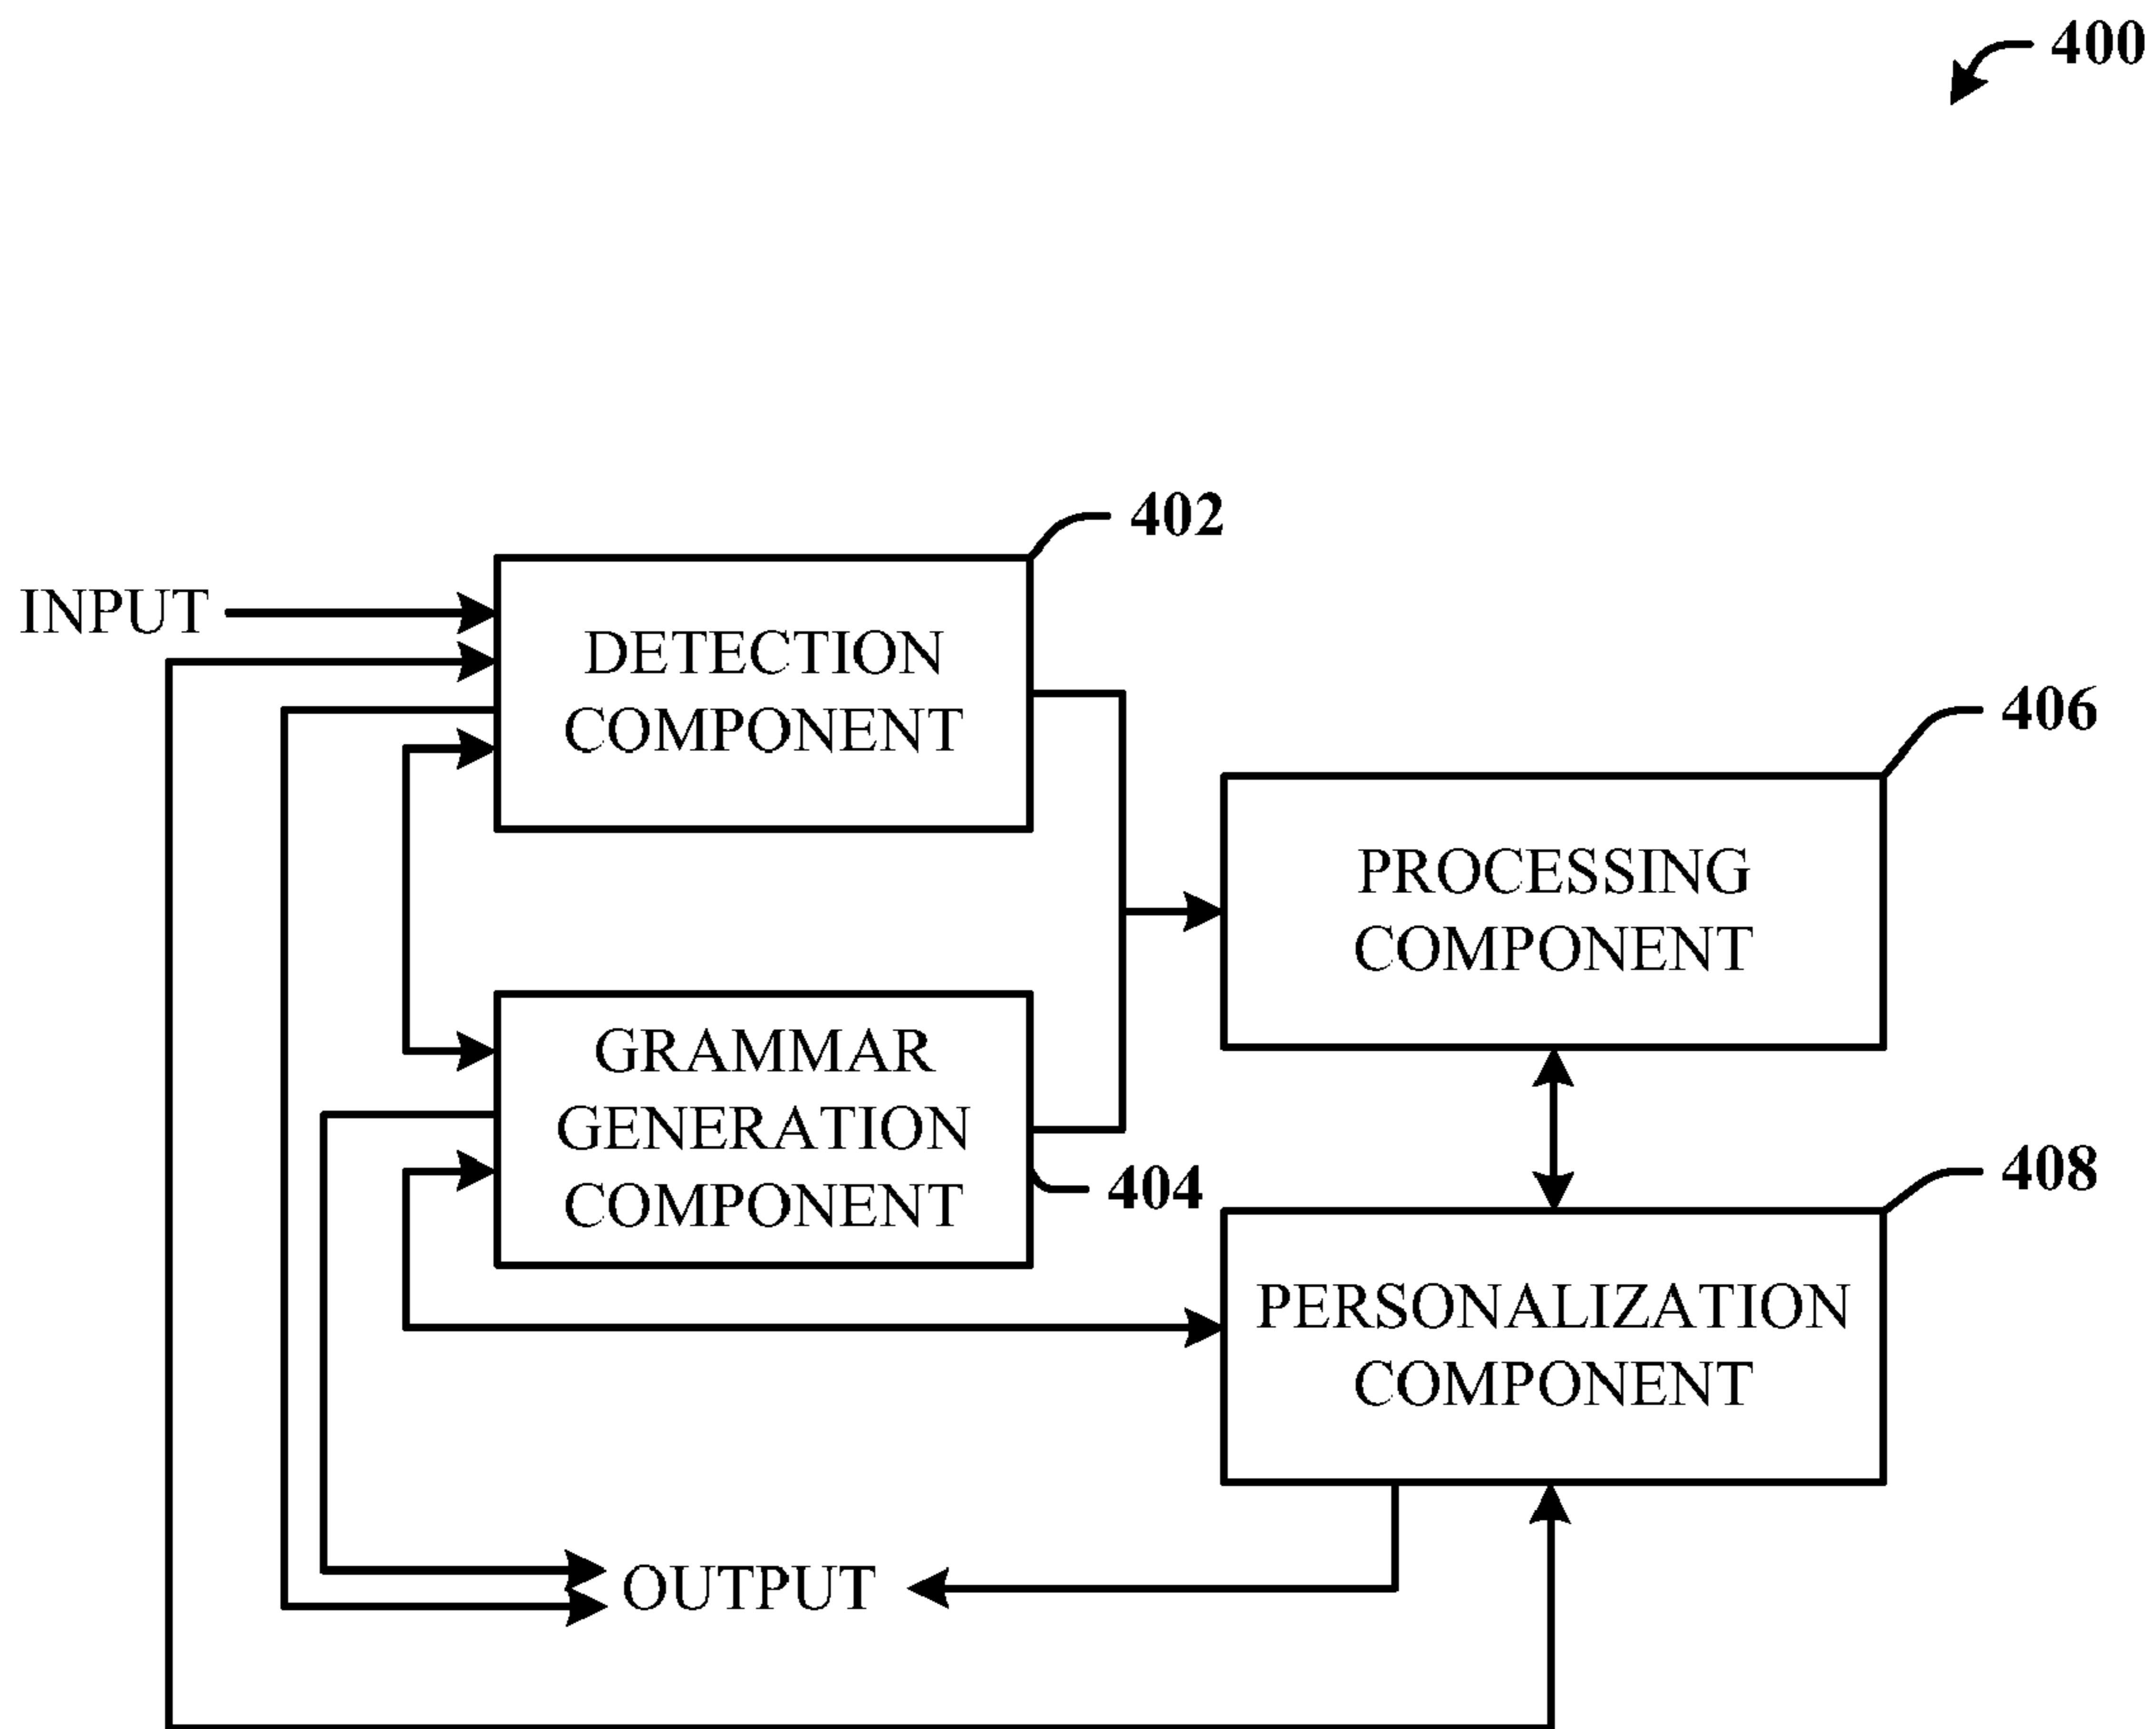 400
402
INPUT
DETECTION
COMPONENT
406
PROCESSING
COMPONENT
GRAMMAR
GENERATION
COMPONENT
404
408
PERSONALIZATION
COMPONENT
OUTPUT